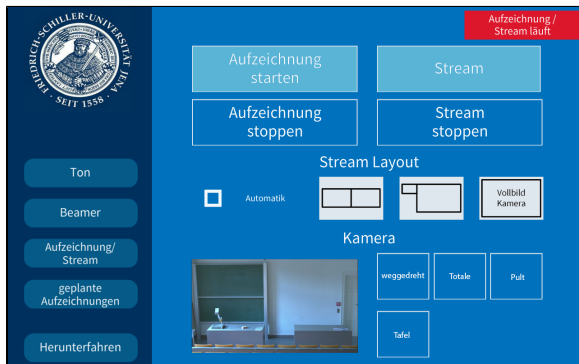 FRIEDRICH-SCHILLER-UNIVERSITÄT JENA
SEIT 1558
Aufzeichnung /
Stream läuft
Aufzeichnung
starten
Stream
Aufzeichnung
stoppen
Stream
stoppen
Stream Layout
Automatik
Vollbild
Kamera
Kamera
weggedreht
Totale
Pult
Tafel
Ton
Beamer
Aufzeichnung/
Stream
geplante
Aufzeichnungen
Herunterfahren